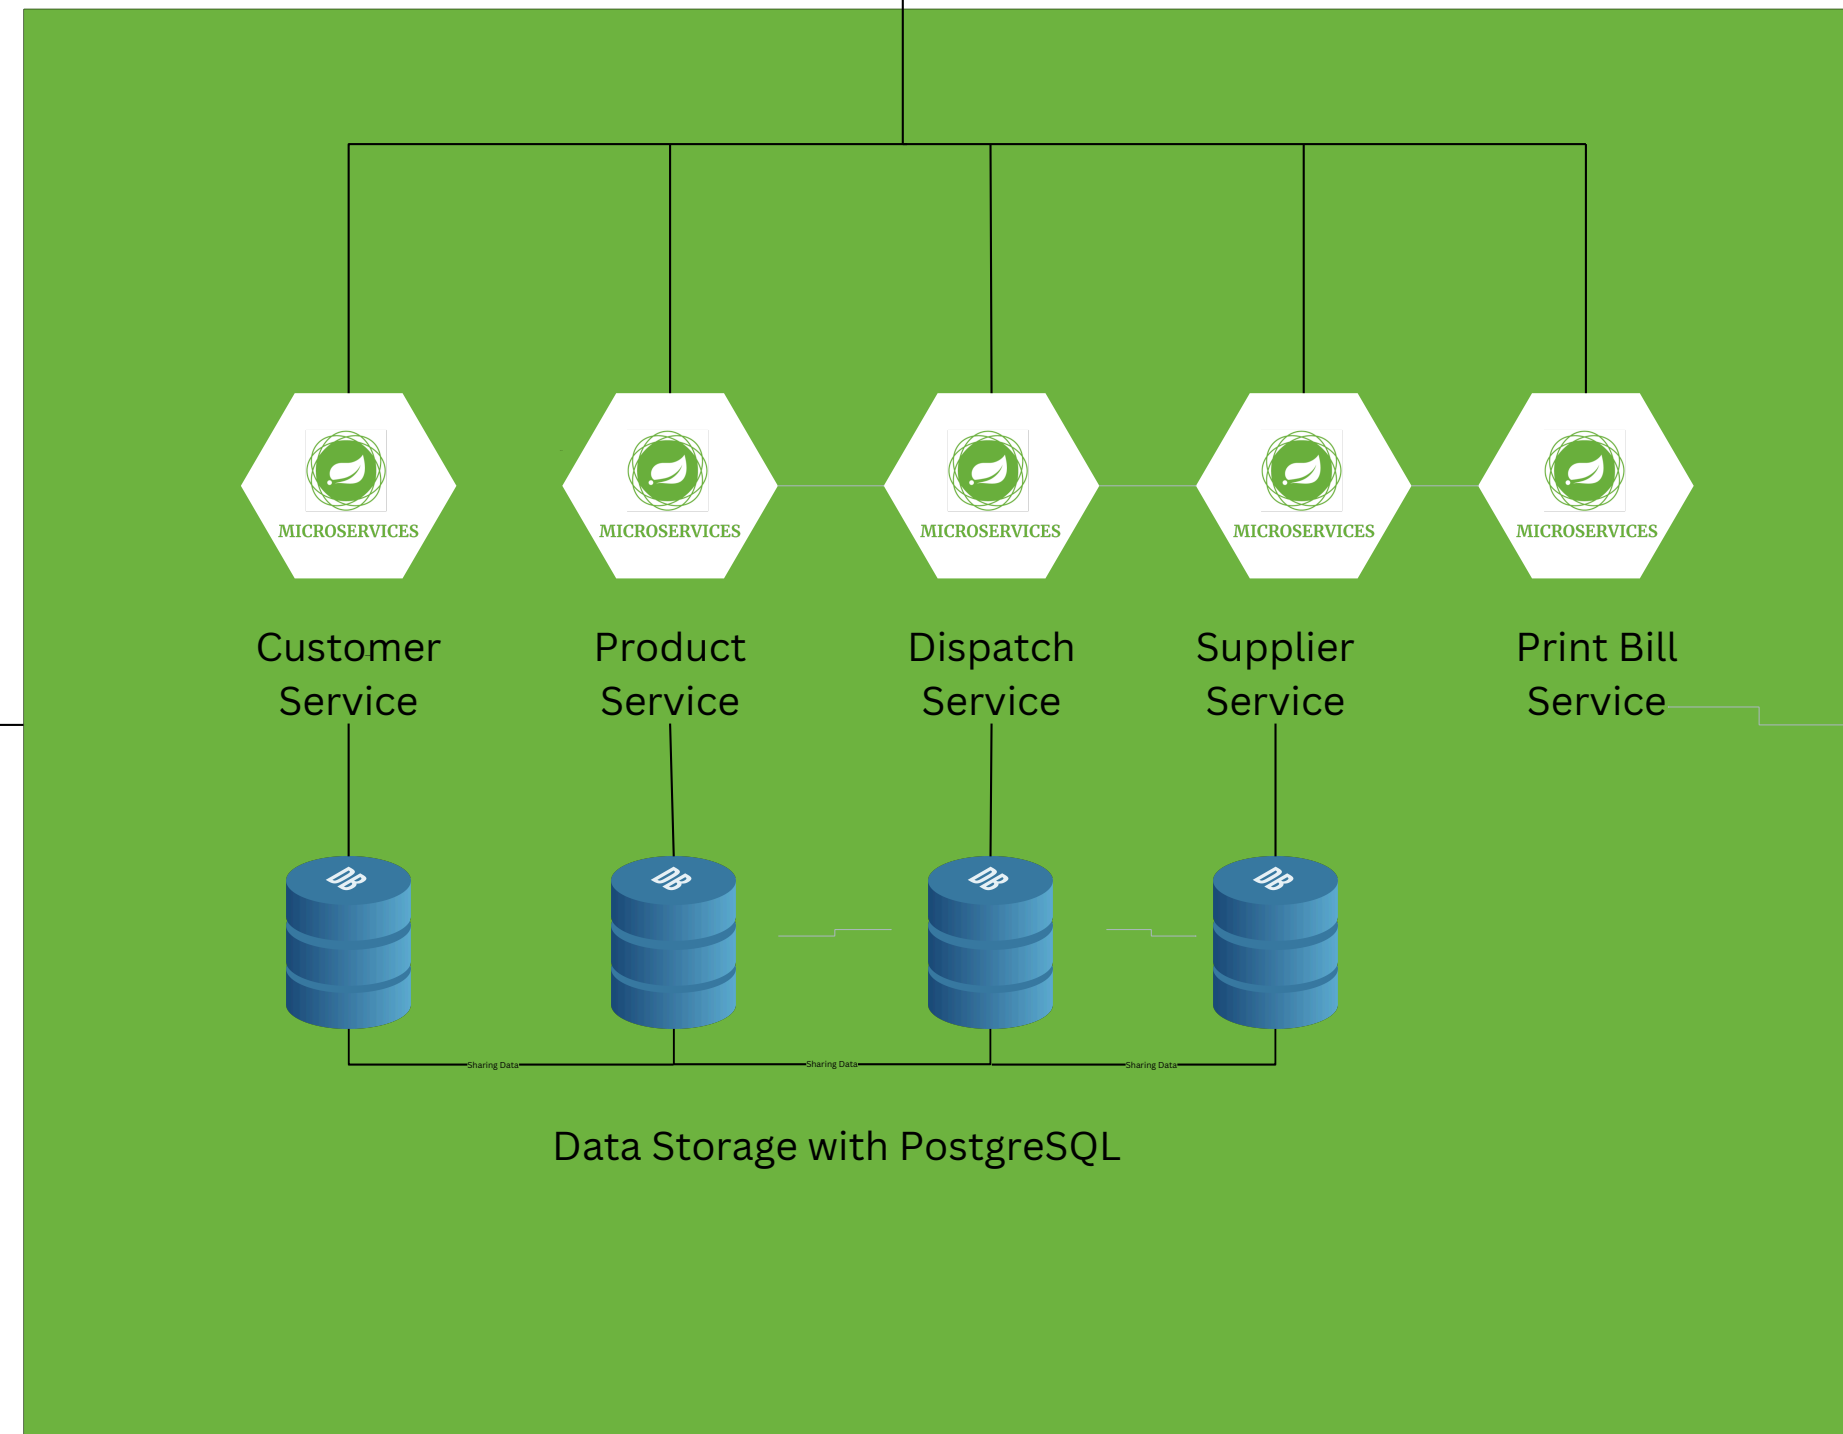 MICROSERVICES
MICROSERVICES
MICROSERVICES
MICROSERVICES
MICROSERVICES
Customer
Service
Product
Service
Dispatch
Service
Supplier
Service
Print Bill
Service
DB
DB
DB
DB
Sharing Data
Sharing Data
Sharing Data
Data Storage with PostgreSQL